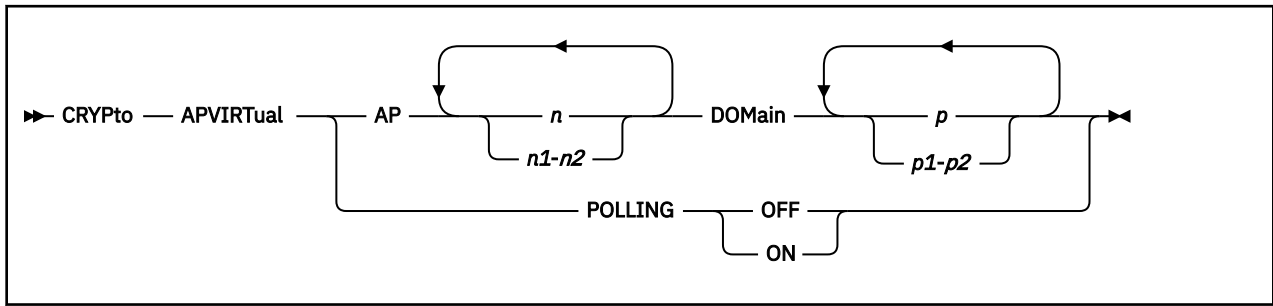 CRYPto APVIRTual AP n DOMain p
n1-n2 p1-p2
POLLING OFF
ON